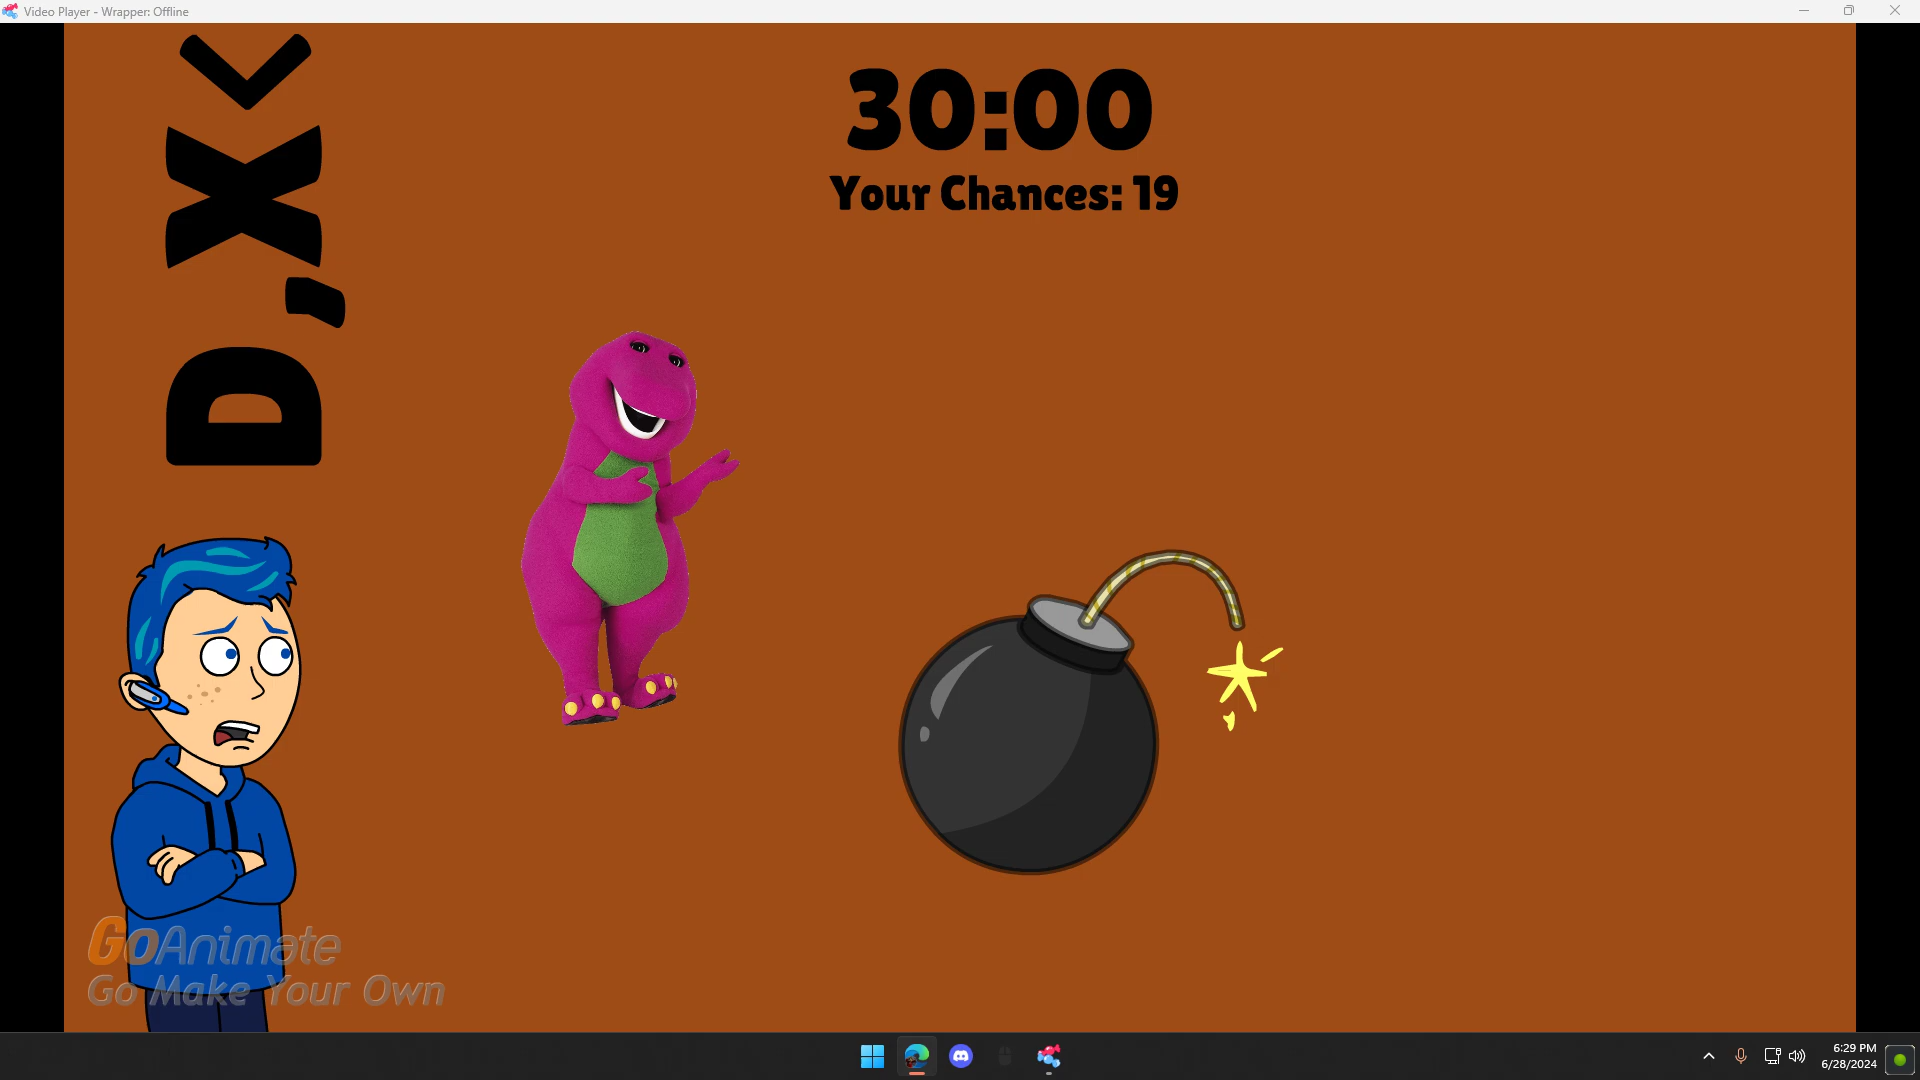 Video Player - Wrapper: Offline
30:00
Your Chances: 19
D,X<
GoAnimate
Go Make Your Own
6:29 PM
6/28/2024